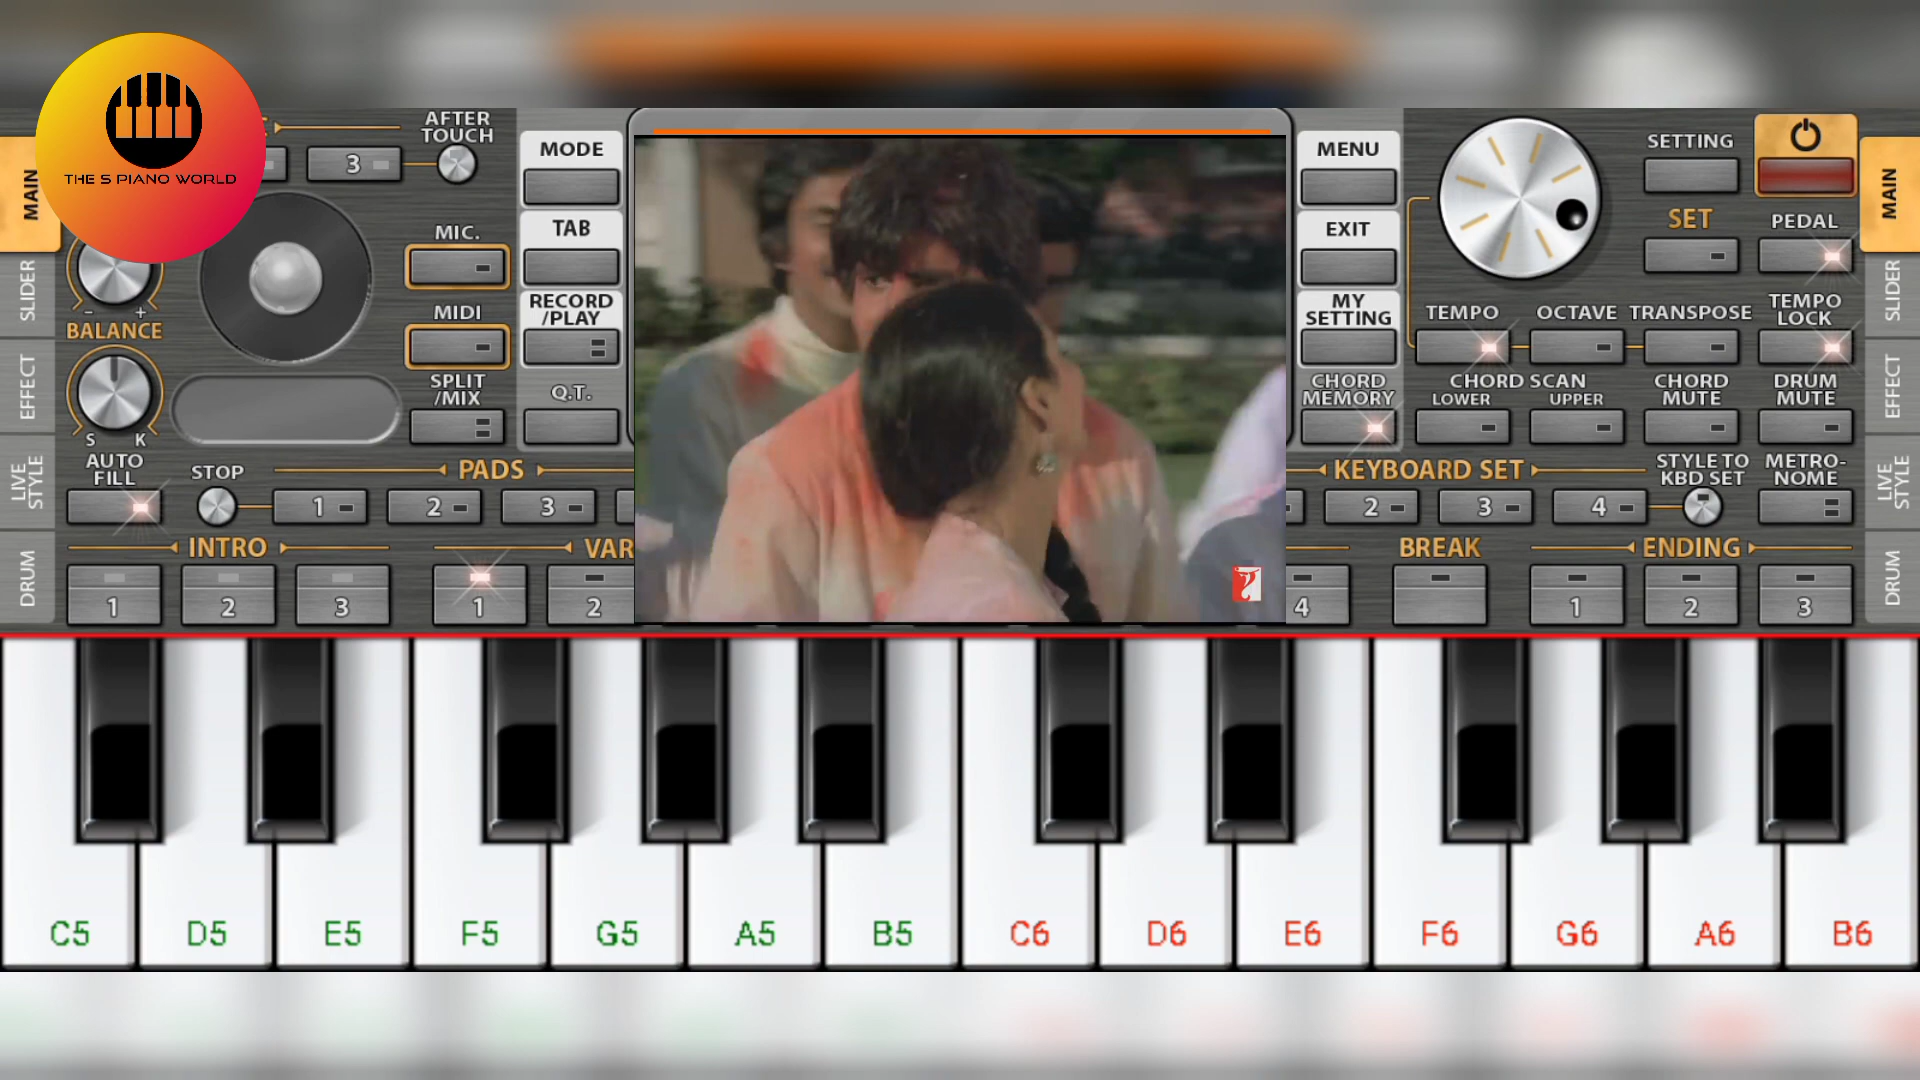 THE S PIANO WORLD
AFTER
TOUCH
3
MODE
MENU
SETTING
MAIN
MAIN
MIC.
TAB
EXIT
SET
PEDAL
- +
BALANCE
MIDI
RECORD
/PLAY
MY
SETTING
TEMPO
OCTAVE
TRANSPOSE
TEMPO
LOCK
SLIDER
SLIDER
SPLIT
/MIX
Q.T.
CHORD
MEMORY
CHORD SCAN
LOWER UPPER
CHORD
MUTE
DRUM
MUTE
EFFECT
EFFECT
S K
AUTO
FILL
STOP
PADS
KEYBOARD SET
STYLE TO
KBD SET
METRO-
NOME
LIVE
STYLE
LIVE
STYLE
1 2 3
2 3 4
INTRO
VAR
BREAK
ENDING
DRUM
DRUM
1 2 3 1 2
4 1 2 3
C5 D5 E5 F5 G5 A5 B5 C6 D6 E6 F6 G6 A6 B6